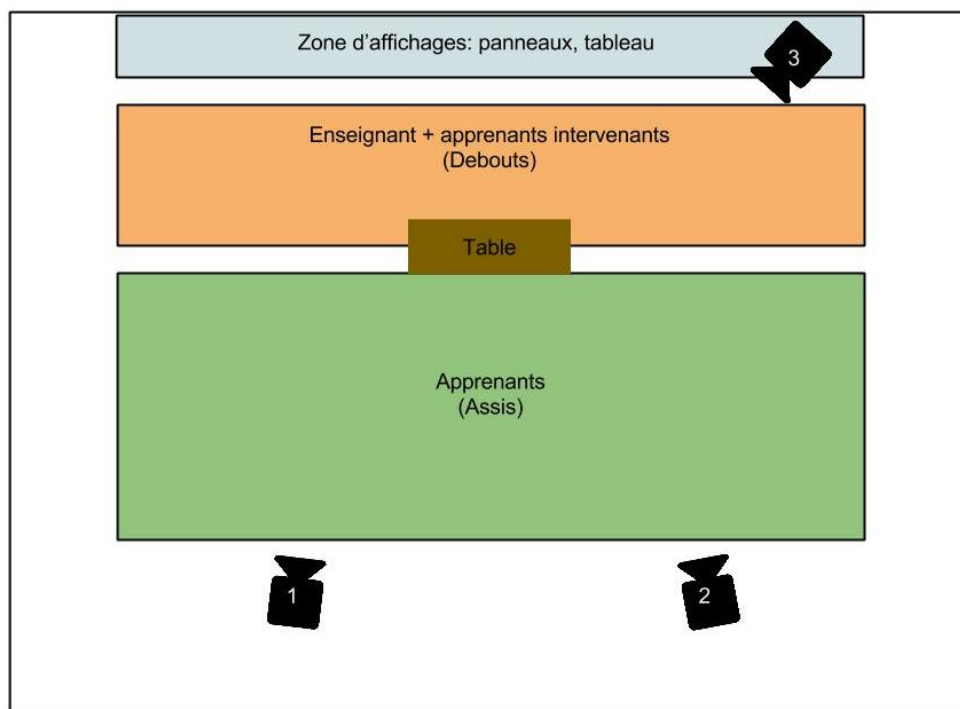 Zone d'affichages: panneaux, tableau
3
Enseignant + apprenants intervenants
(Debouts)
Table
Apprenants
(Assis)
1
2